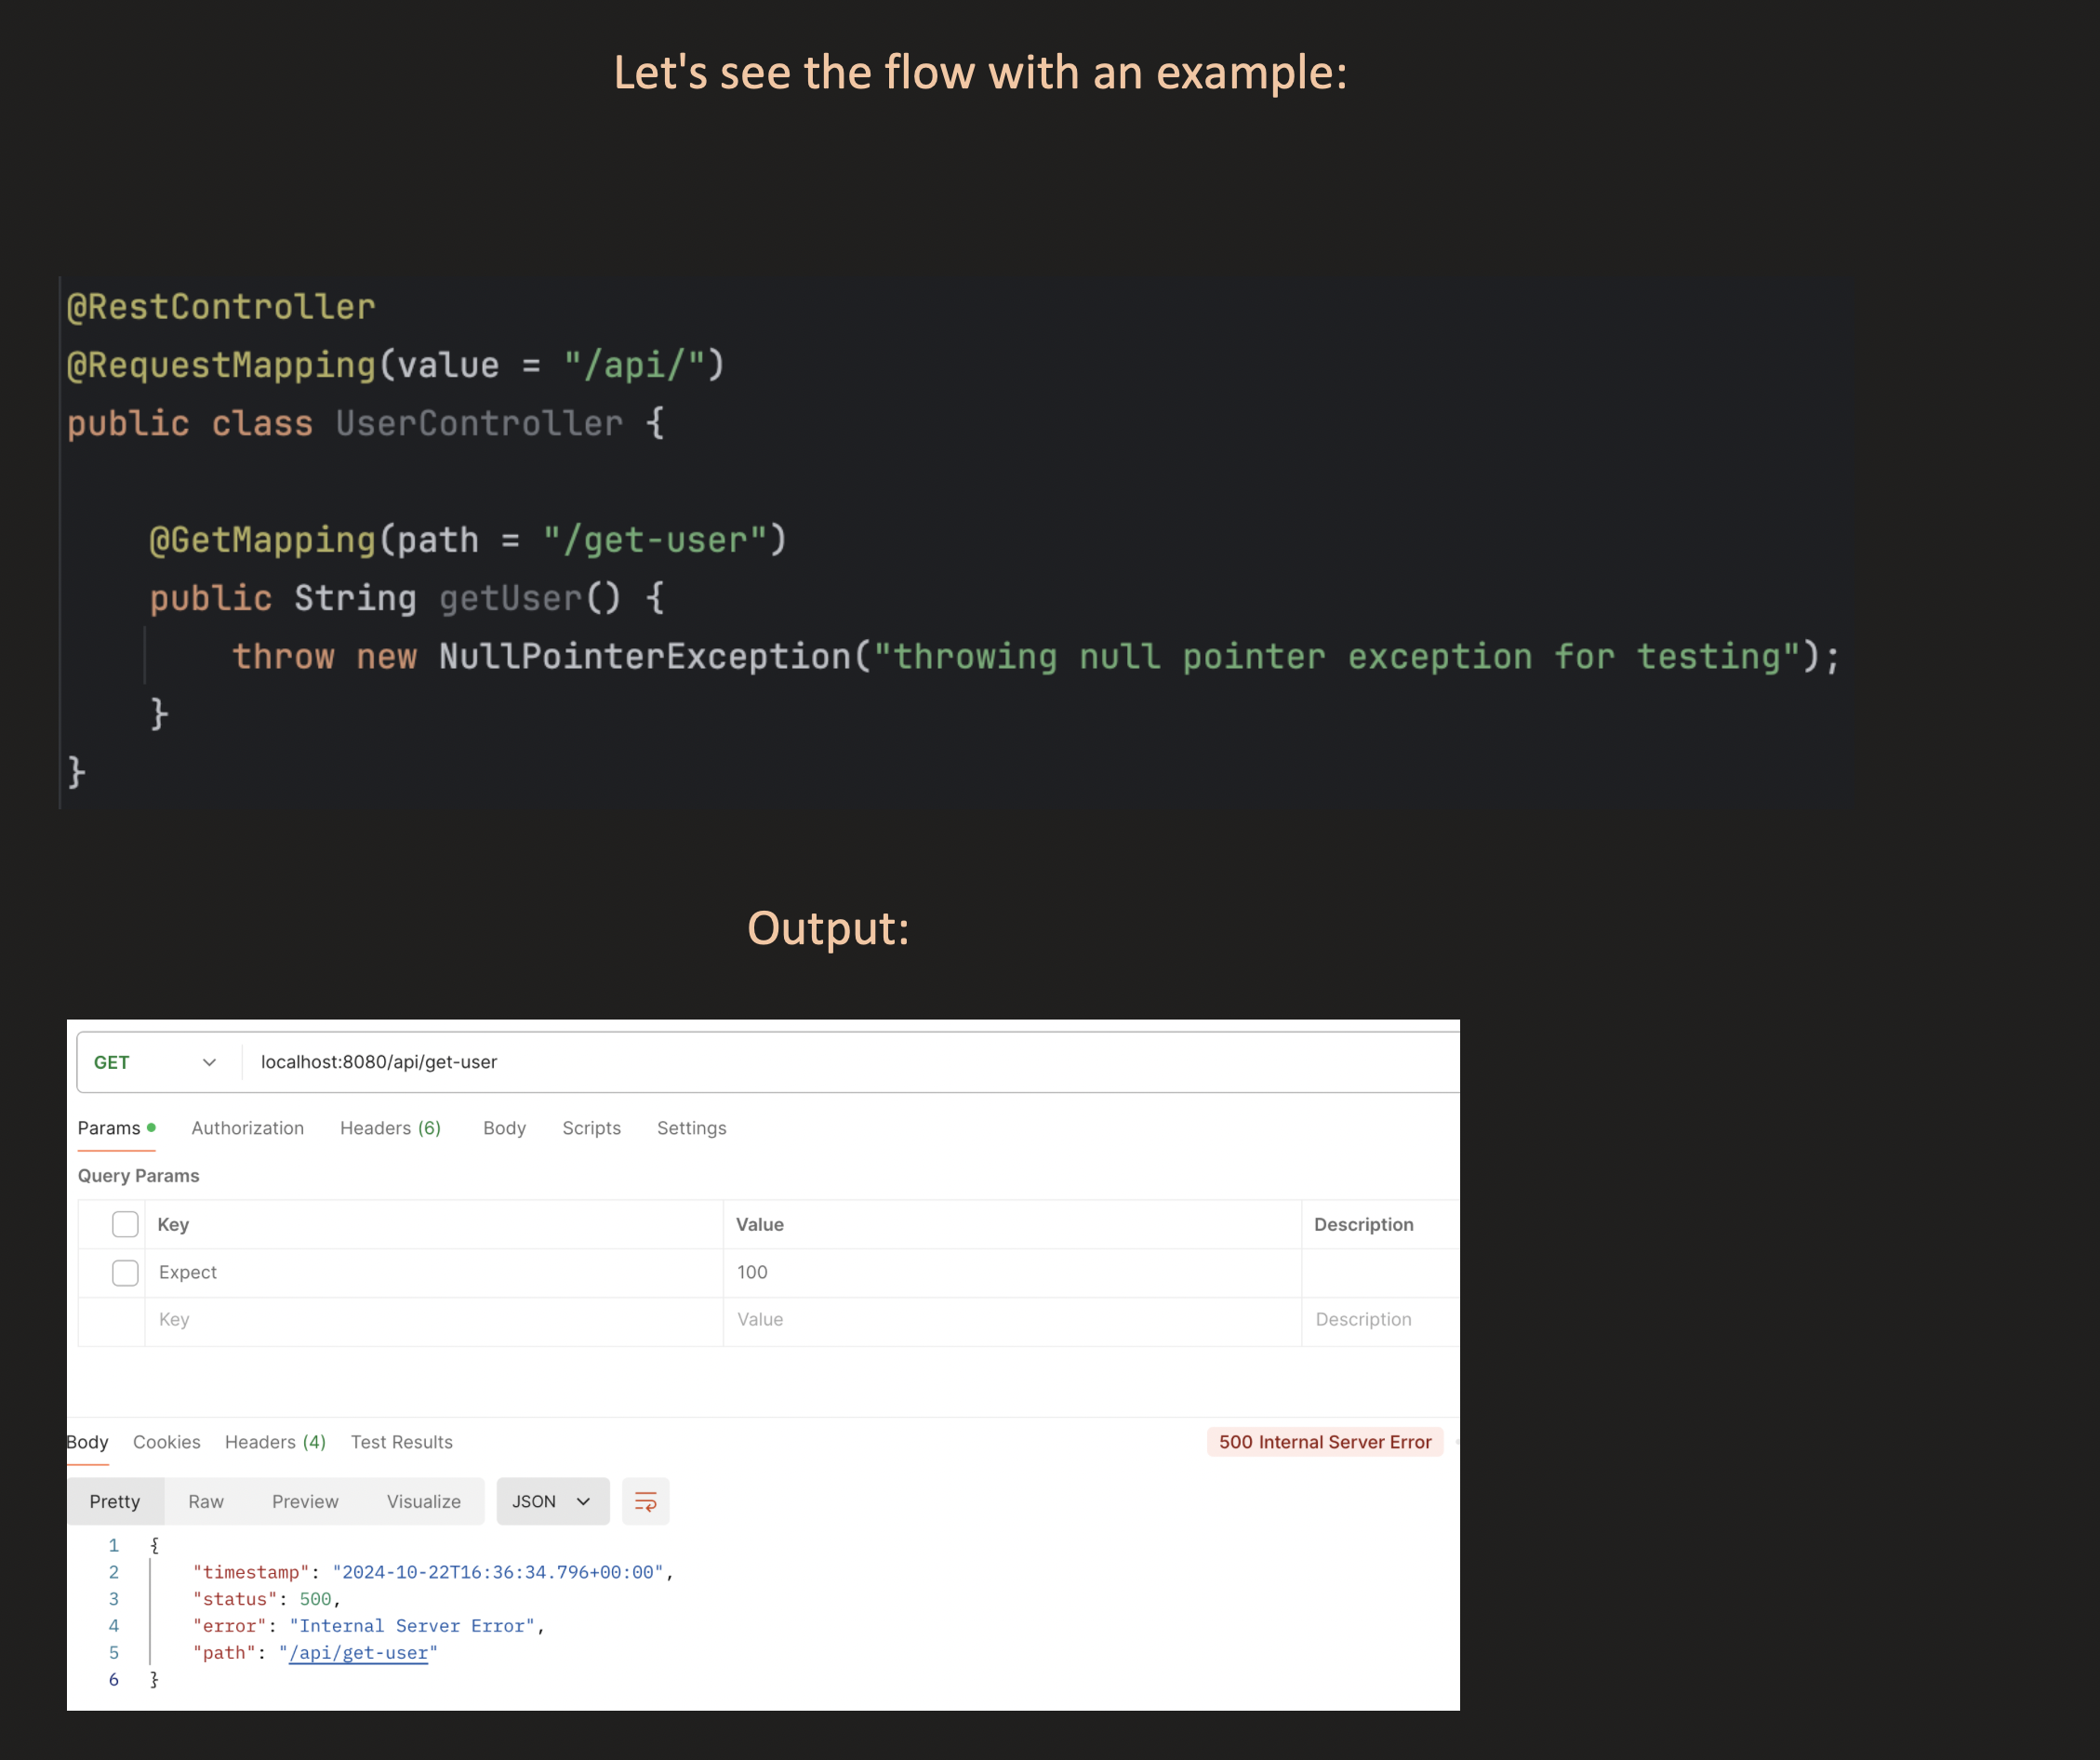 Let's see the flow with an example:
@RestController
@RequestMapping(value = "/api/")
public class UserController {
@GetMapping(path = "/get-user")
public String getUser() {
throw new NullPointerException("throwing null pointer exception for testing");
}
}
Output:
GET localhost:8080/api/get-user
Params Authorization Headers (6) Body Scripts Settings
Query Params
Key Value Description
Expect 100
Key Value Description
Body Cookies Headers (4) Test Results 500 Internal Server Error
Pretty Raw Preview Visualize JSON
1 {
2 "timestamp": "2024-10-22T16:36:34.796+00:00",
3 "status": 500,
4 "error": "Internal Server Error",
5 "path": "/api/get-user"
6 }